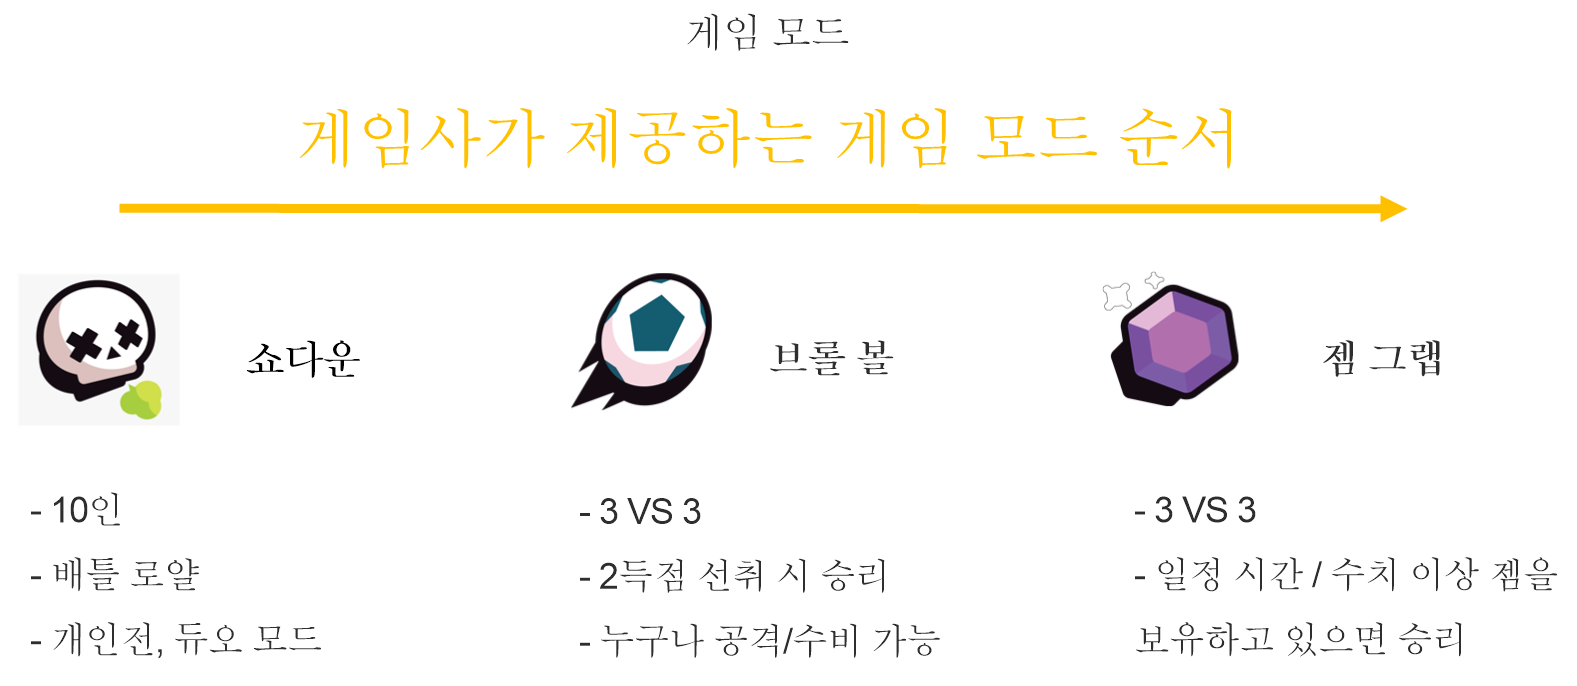 게임 모드
게임사가 제공하는 게임 모드 순서
쇼다운
브롤 볼
젬 그랩
- 10인
- 배틀 로얄
- 개인전, 듀오 모드
- 3 VS 3
- 2득점 선취 시 승리
- 누구나 공격/수비 가능
- 3 VS 3
- 일정 시간 / 수치 이상 젬을
보유하고 있으면 승리